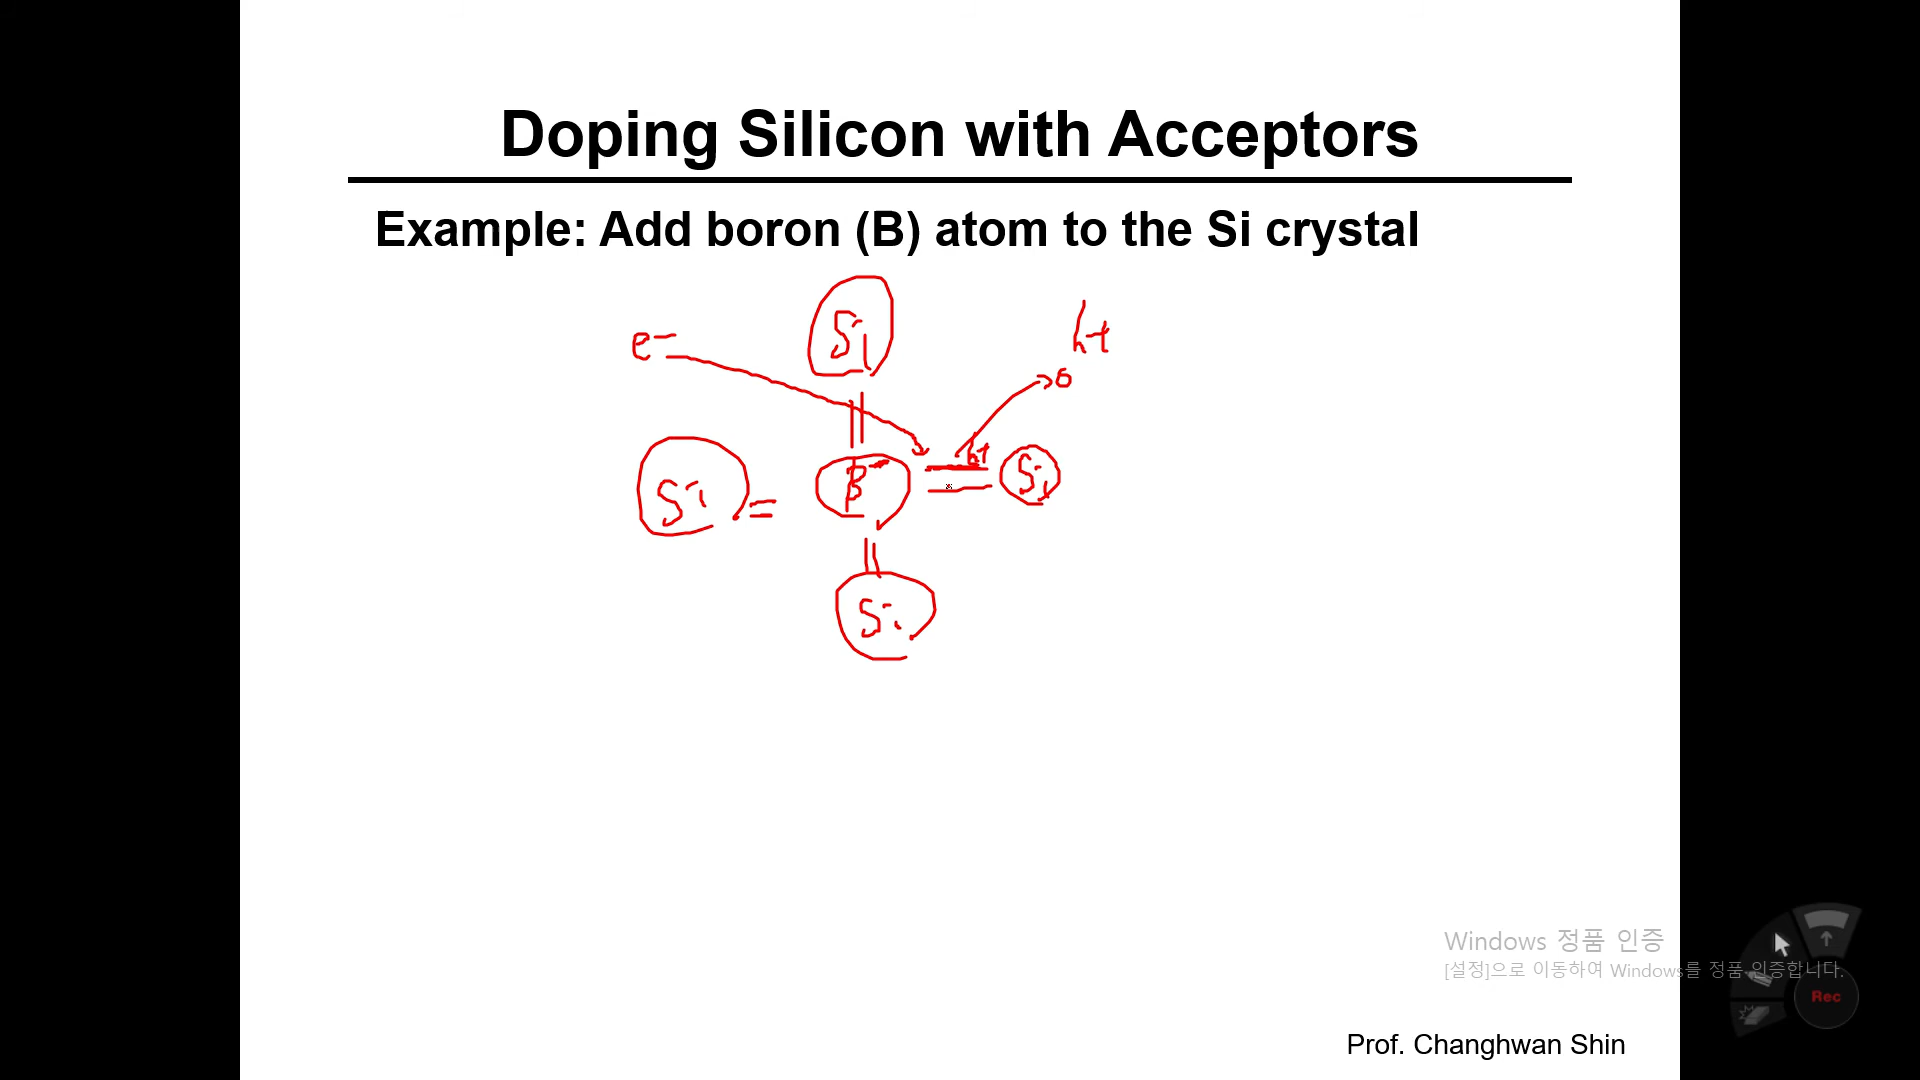 Doping Silicon with Acceptors
Example: Add boron (B) atom to the Si crystal
Si
e-
h+
h+
Si =
B-
Si
Si
Windows 정품 인증
[설정]으로 이동하여 Windows를 정품 인증합니다.
Rec
Prof. Changhwan Shin